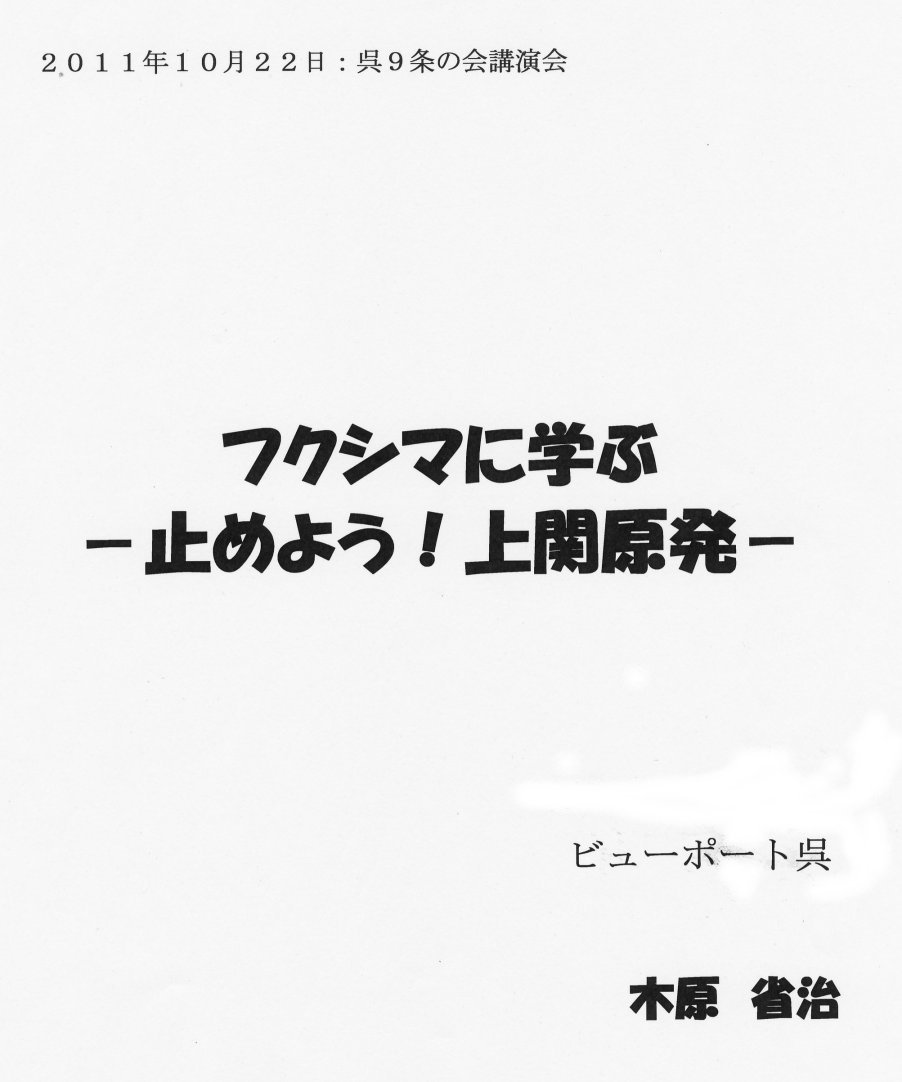 ２０１１年１０月２２日：呉９条の会講演会
フクシマに学ぶ
－止めよう！上関原発－
ビューポート呉
木原　省治